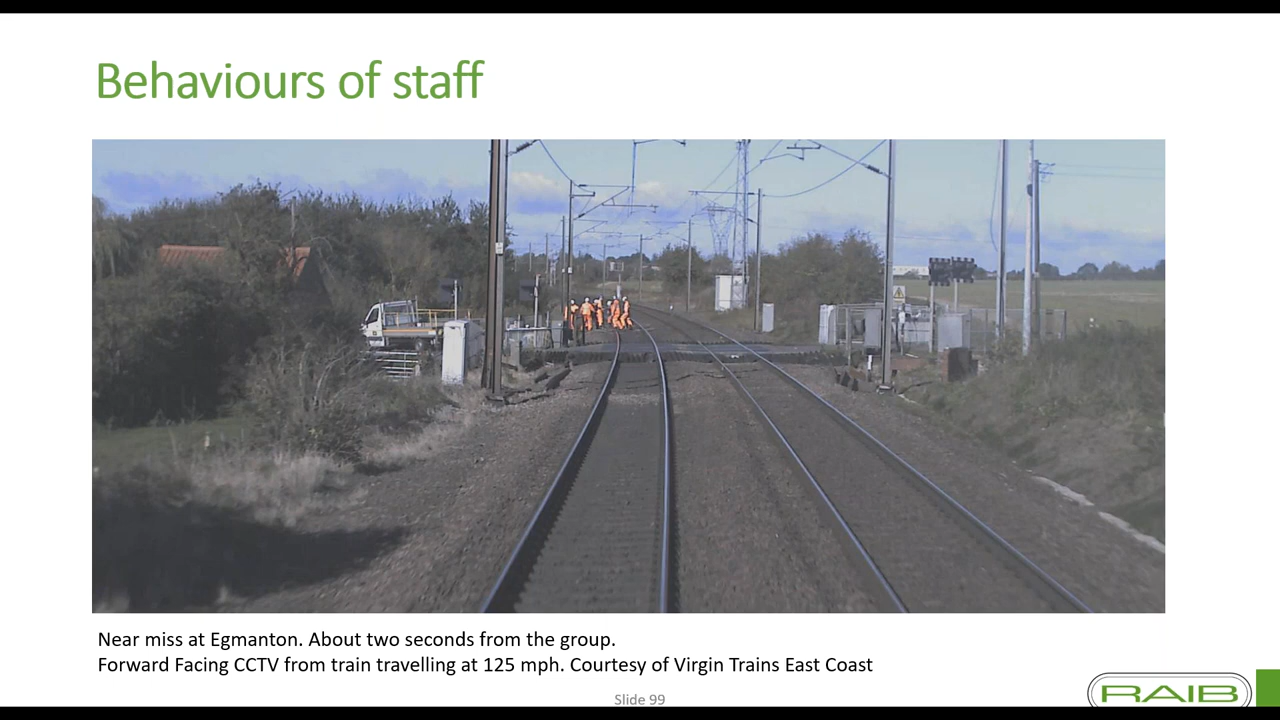 Behaviours of staff
Near miss at Egmanton. About two seconds from the group.
Forward Facing CCTV from train travelling at 125 mph. Courtesy of Virgin Trains East Coast
Slide 99
RAIB